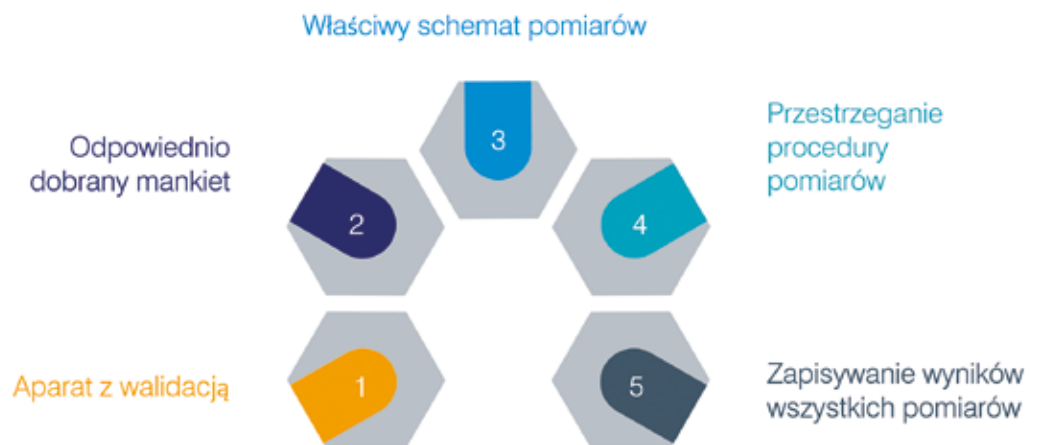 Właściwy schemat pomiarów
3
Odpowiednio
dobrany mankiet
2
Przestrzeganie
procedury
pomiarów
4
Aparat z walidacją
1
5
Zapisywanie wyników
wszystkich pomiarów